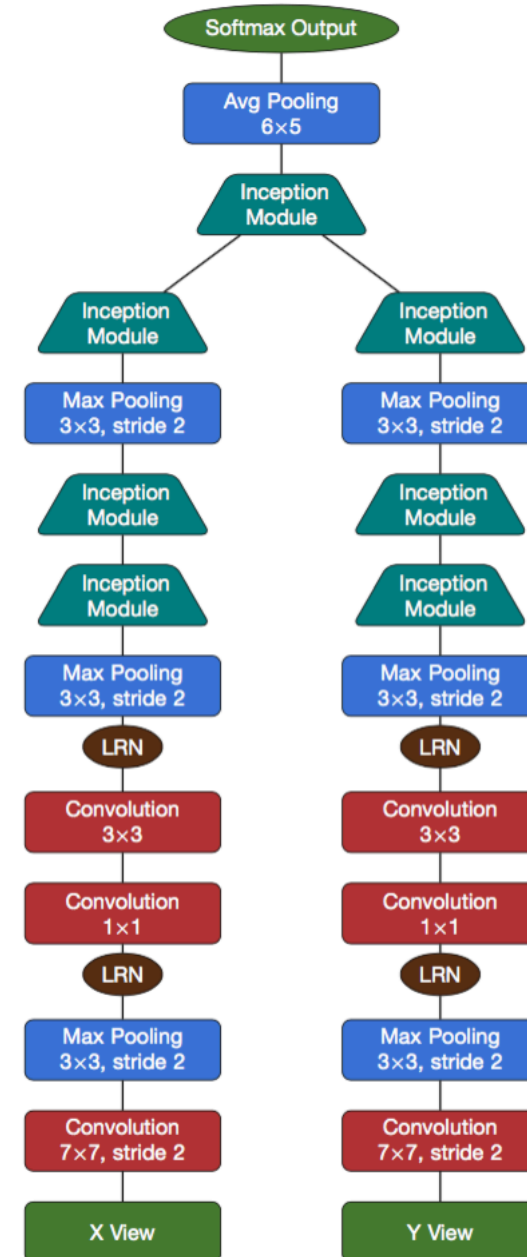 Softmax Output
Avg Pooling
6×5
Inception
Module
Inception
Module
Inception
Module
Max Pooling
3×3, stride 2
Max Pooling
3×3, stride 2
Inception
Module
Inception
Module
Inception
Module
Inception
Module
Max Pooling
3×3, stride 2
Max Pooling
3×3, stride 2
LRN
LRN
Convolution
3×3
Convolution
3×3
Convolution
1×1
Convolution
1×1
LRN
LRN
Max Pooling
3×3, stride 2
Max Pooling
3×3, stride 2
Convolution
7×7, stride 2
Convolution
7×7, stride 2
X View
Y View